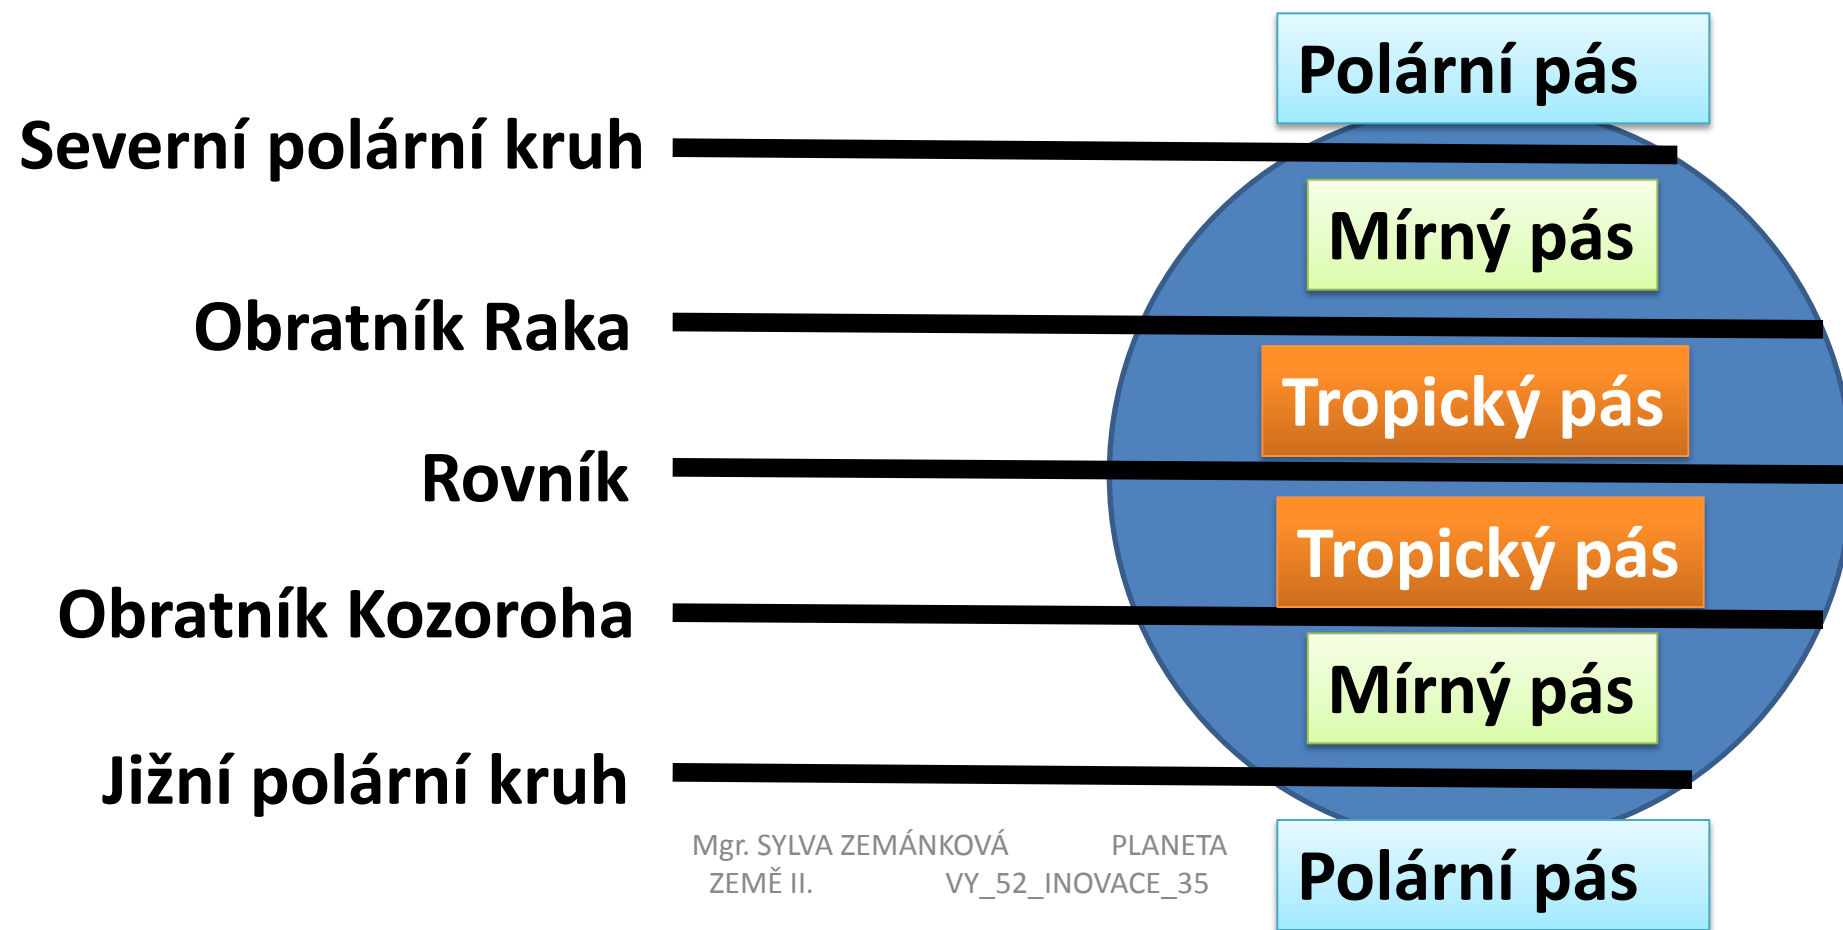 Polární pás
Severní polární kruh
Mírný pás
Obratník Raka
Tropický pás
Rovník
Tropický pás
Obratník Kozoroha
Mírný pás
Jižní polární kruh
Mgr. SYLVA ZEMÁNKOVÁ PLANETA
ZEMĚ II. VY_52_INOVACE_35
Polární pás